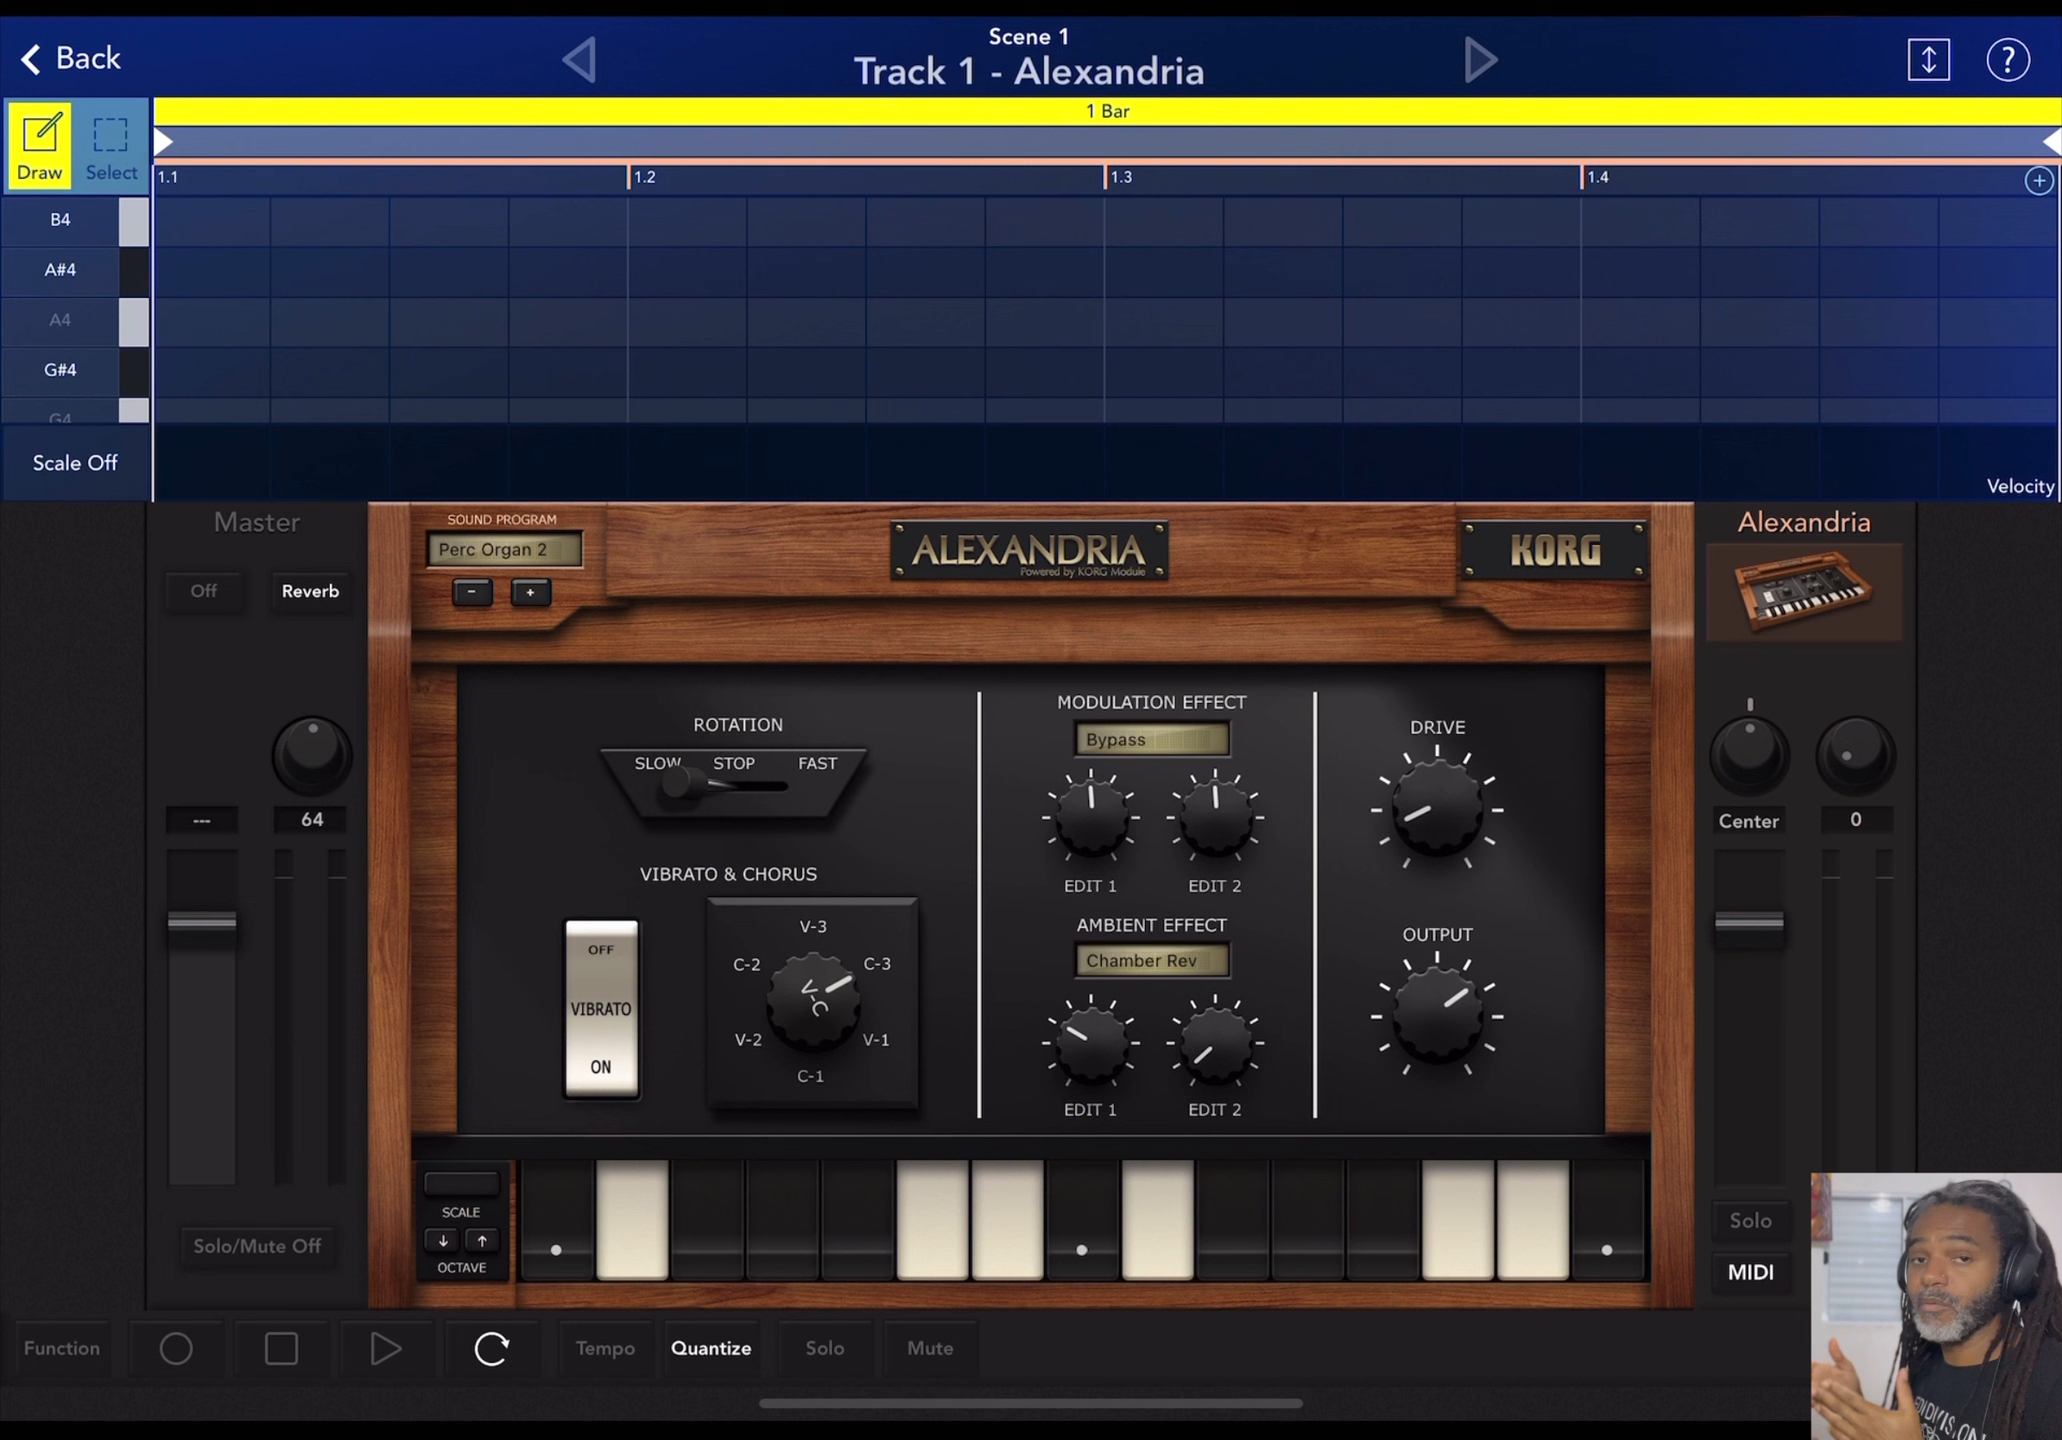 Back
Scene 1
Track 1 - Alexandria
?
1 Bar
Draw
Select
1.1
1.2
1.3
1.4
B4
A#4
A4
G#4
G4
Scale Off
Velocity
Master
Off
Reverb
---
64
Solo/Mute Off
SOUND PROGRAM
Perc Organ 2
- +
ALEXANDRIA
Powered by KORG Module
KORG
ROTATION
SLOW STOP FAST
VIBRATO & CHORUS
OFF
VIBRATO
ON
V-3
C-2
C-3
V-C
V-2
V-1
C-1
MODULATION EFFECT
Bypass
EDIT 1 EDIT 2
AMBIENT EFFECT
Chamber Rev
EDIT 1 EDIT 2
DRIVE
OUTPUT
SCALE
OCTAVE
Alexandria
Center
0
Solo
MIDI
Function
Tempo
Quantize
Solo
Mute